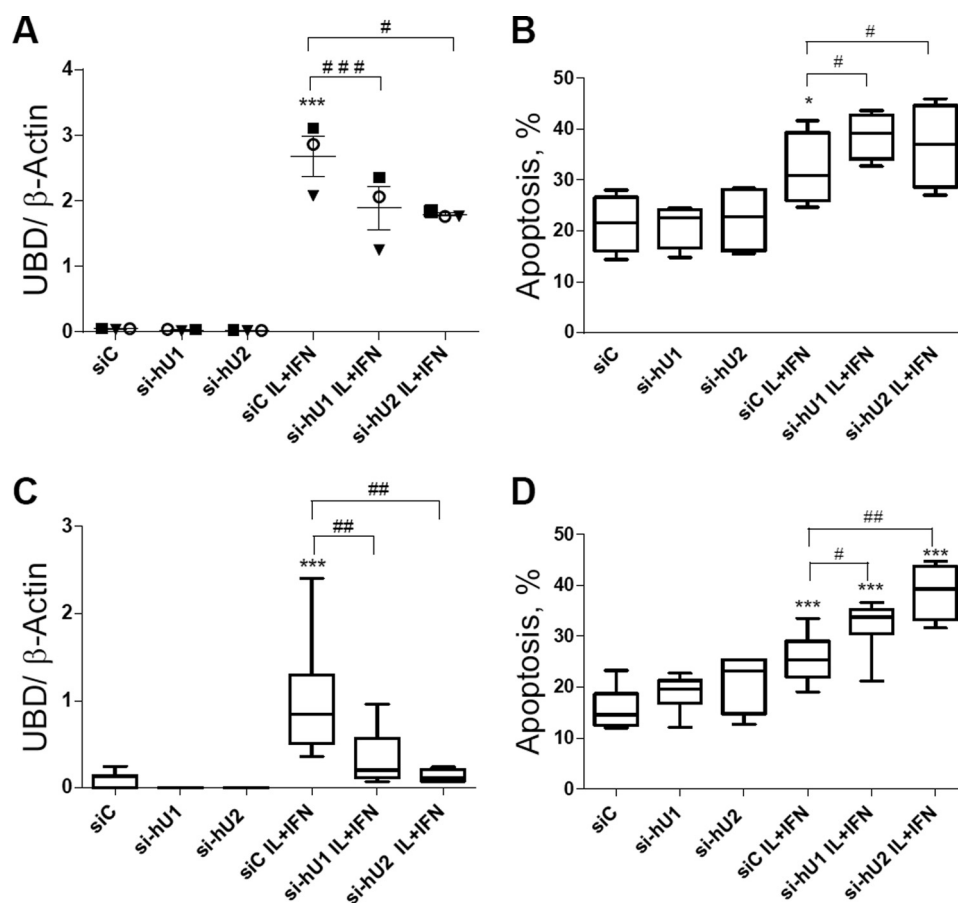 A
#
# # #
***
4
3
2
1
0
UBD/ β-Actin
siC
si-hU1
si-hU2
siC IL+IFN
si-hU1 IL+IFN
si-hU2 IL+IFN
B
#
#
*
50
40
30
20
10
0
Apoptosis, %
siC
si-hU1
si-hU2
siC IL+IFN
si-hU1 IL+IFN
si-hU2 IL+IFN
C
##
##
***
3
2
1
0
UBD/ β-Actin
siC
si-hU1
si-hU2
siC IL+IFN
si-hU1 IL+IFN
si-hU2 IL+IFN
D
##
#
***
***
***
50
40
30
20
10
0
Apoptosis, %
siC
si-hU1
si-hU2
siC IL+IFN
si-hU1 IL+IFN
si-hU2 IL+IFN